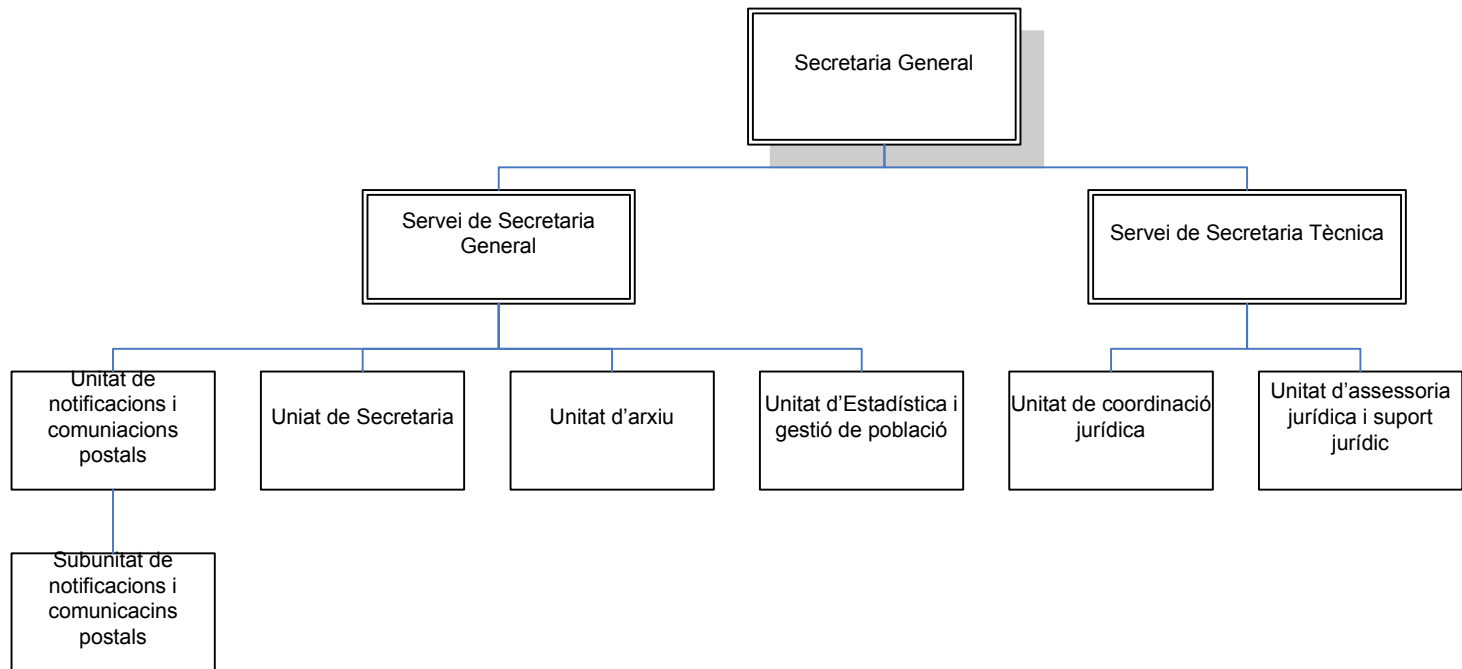 Secretaria General
Servei de Secretaria
General
Servei de Secretaria Tècnica
Unitat de
notificacions i
comuniacions
postals
Uniat de Secretaria
Unitat d’arxiu
Unitat d’Estadística i
gestió de població
Unitat de coordinació
jurídica
Unitat d’assessoria
jurídica i suport
jurídic
Subunitat de
notificacions i
comunicacins
postals